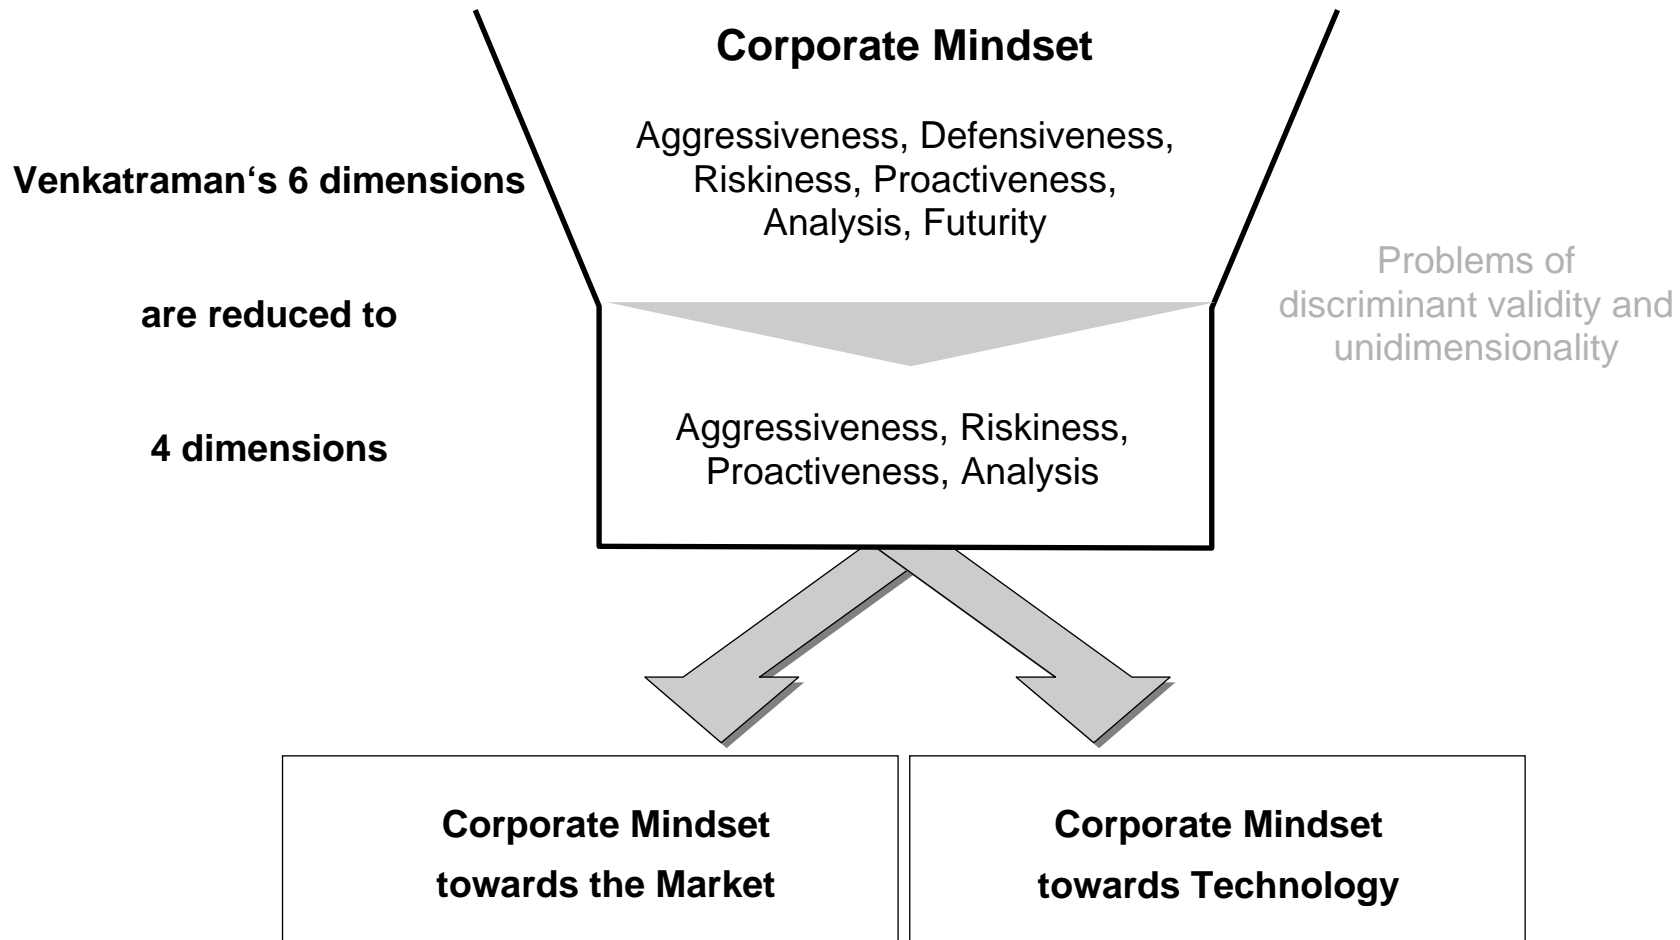 Corporate Mindset
Aggressiveness, Defensiveness,
Riskiness, Proactiveness,
Analysis, Futurity
Venkatraman‘s 6 dimensions
are reduced to
4 dimensions
Problems of
discriminant validity and
unidimensionality
Aggressiveness, Riskiness,
Proactiveness, Analysis
Corporate Mindset
towards the Market
Corporate Mindset
towards Technology